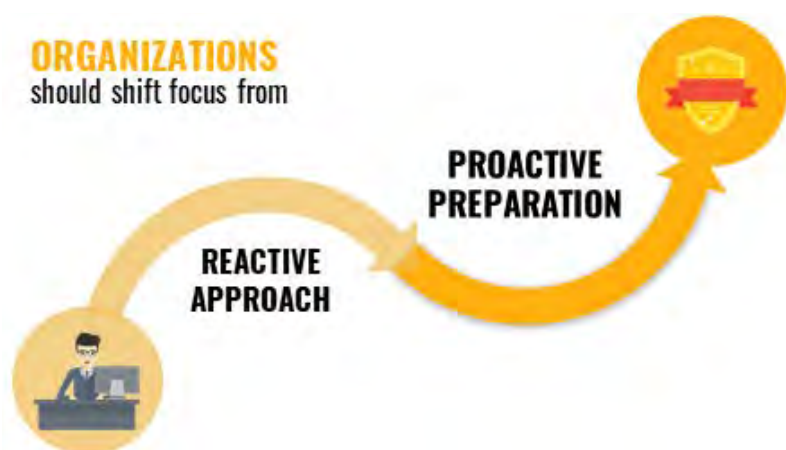 ORGANIZATIONS
should shift focus from
REACTIVE
APPROACH
PROACTIVE
PREPARATION